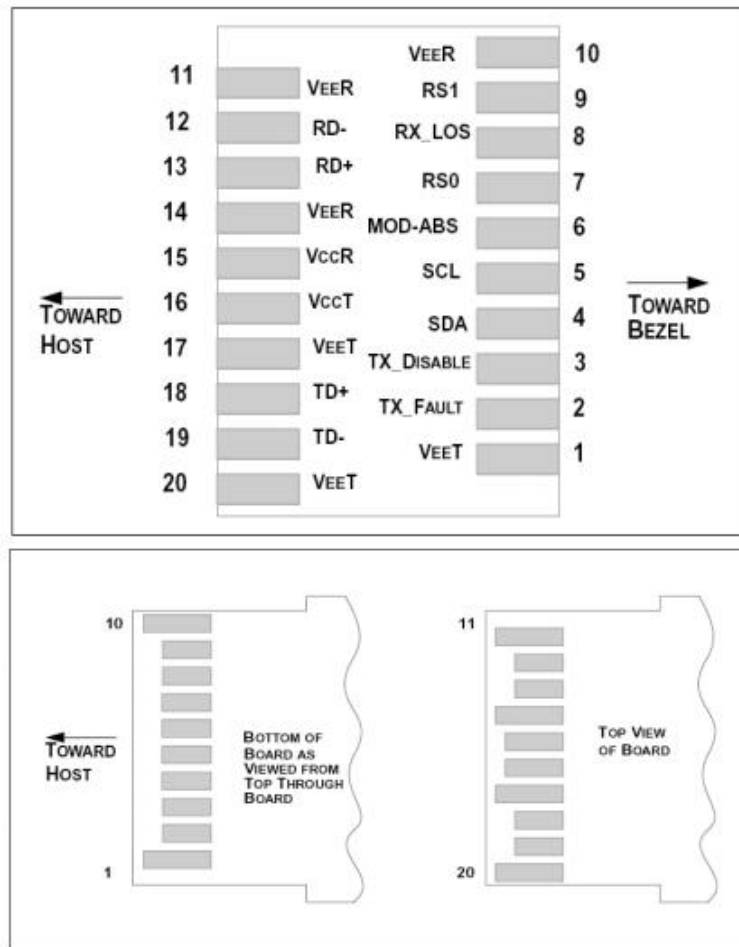 VEER 10
11 VEER
RS1 9
12 RD-
RX_LOS 8
13 RD+
RS0 7
14 VEER
MOD-ABS 6
15 VCCR
SCL 5
16 VCCT
TOWARD HOST
TOWARD BEZEL
SDA 4
17 VEET
TX_DISABLE 3
18 TD+
TX_FAULT 2
19 TD-
VEET 1
20 VEET
10
TOWARD
HOST
BOTTOM OF
BOARD AS
VIEWED FROM
TOP THROUGH
BOARD
1
11
TOP VIEW
OF BOARD
20